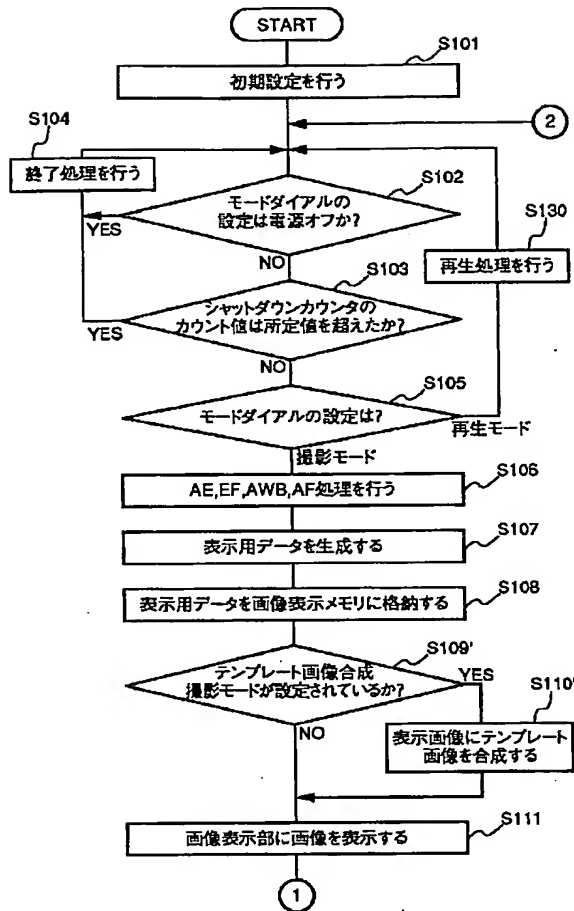 START
S101
初期設定を行う
2
S104
終了処理を行う
S102
モードダイアルの
設定は電源オフか?
YES
NO
S130
再生処理を行う
S103
シャットダウンカウンタの
カウント値は所定値を超えたか?
YES
NO
S105
モードダイアルの設定は?
再生モード
撮影モード
S106
AE,EF,AWB,AF処理を行う
S107
表示用データを生成する
S108
表示用データを画像表示メモリに格納する
S109'
テンプレート画像合成
撮影モードが設定されているか?
YES
NO
S110'
表示画像にテンプレート
画像を合成する
S111
画像表示部に画像を表示する
1